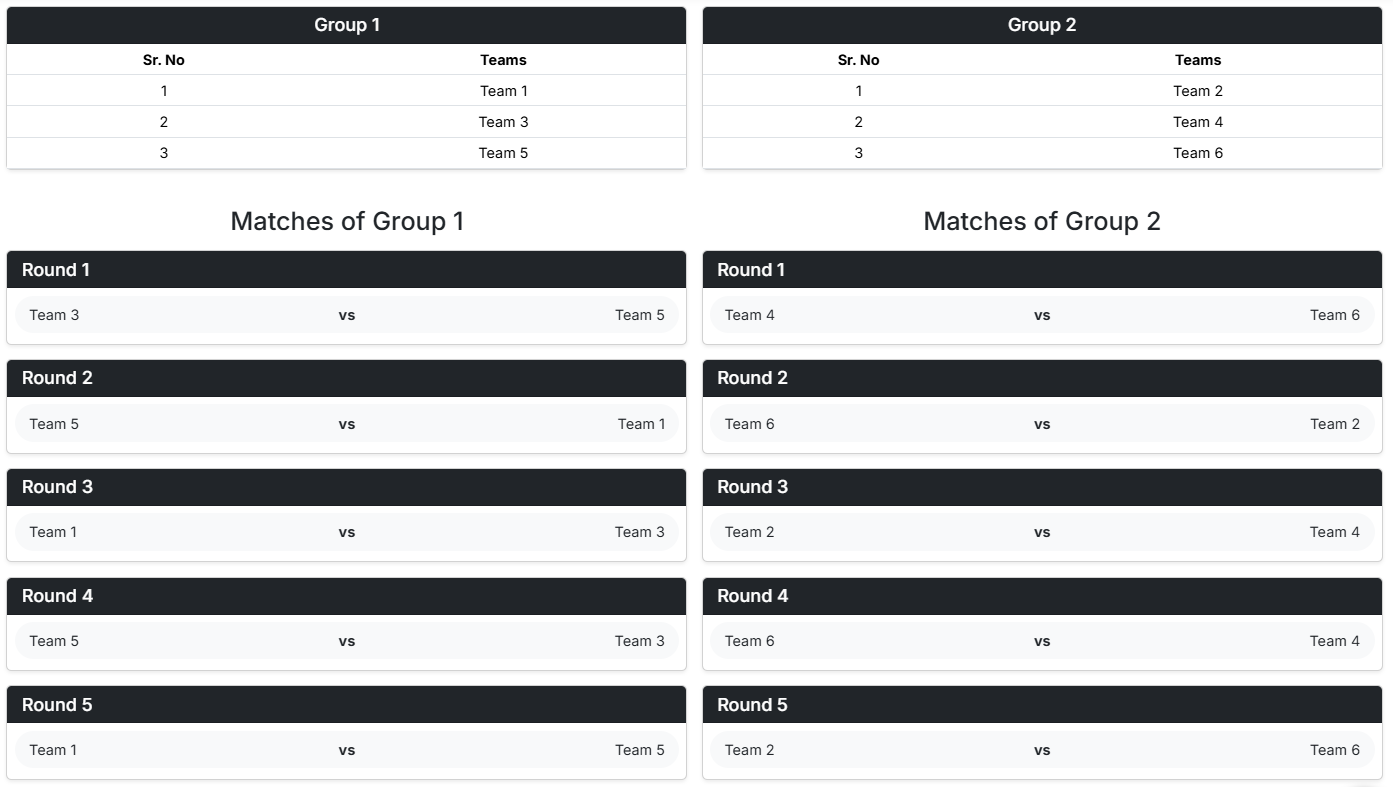 Group 1
Sr. No Teams
1 Team 1
2 Team 3
3 Team 5
Group 2
Sr. No Teams
1 Team 2
2 Team 4
3 Team 6
Matches of Group 1
Round 1
Team 3 vs Team 5
Round 2
Team 5 vs Team 1
Round 3
Team 1 vs Team 3
Round 4
Team 5 vs Team 3
Round 5
Team 1 vs Team 5
Matches of Group 2
Round 1
Team 4 vs Team 6
Round 2
Team 6 vs Team 2
Round 3
Team 2 vs Team 4
Round 4
Team 6 vs Team 4
Round 5
Team 2 vs Team 6